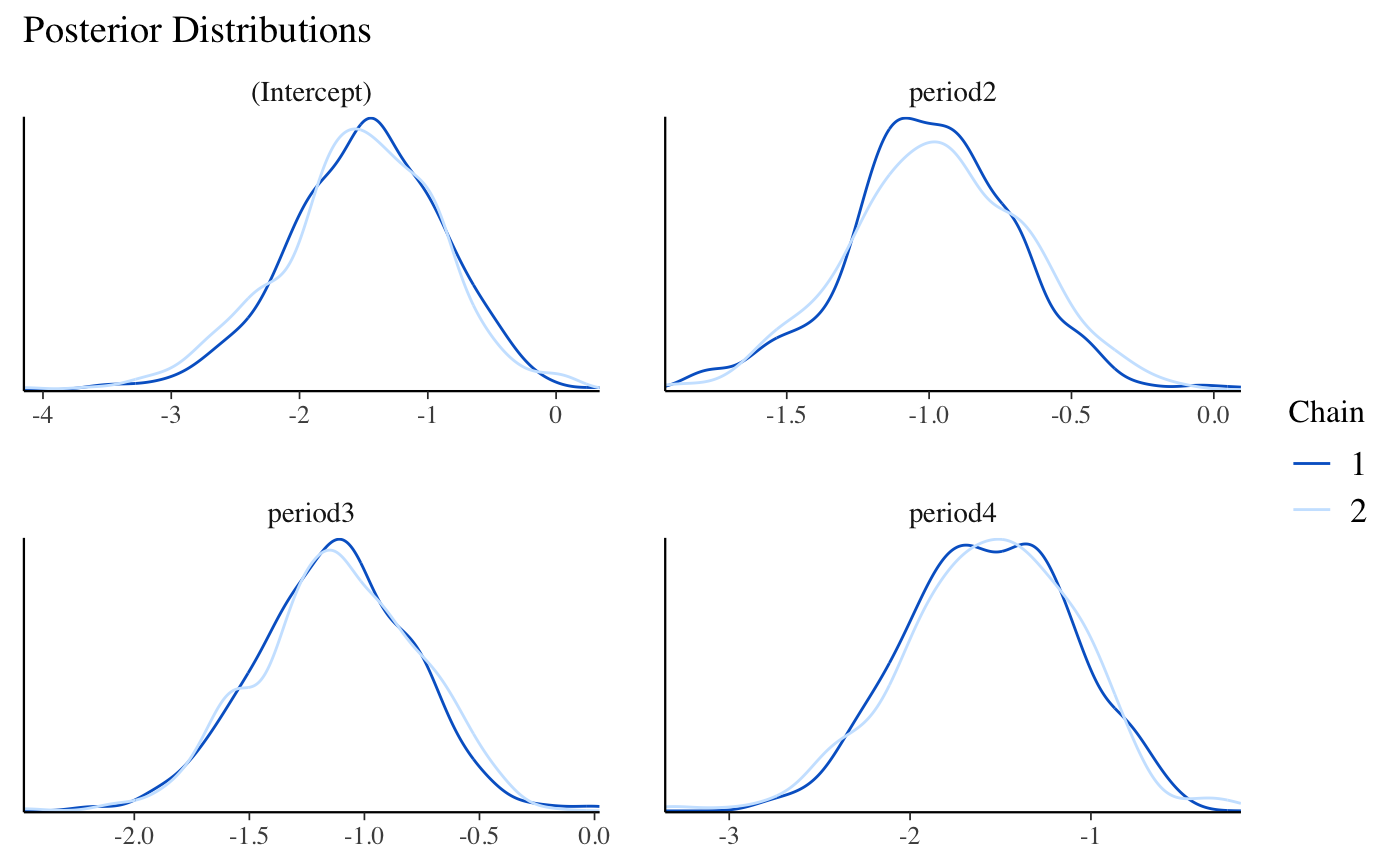 Posterior Distributions
(Intercept)
period2
-4 -3 -2 -1 0
-1.5 -1.0 -0.5 0.0
Chain
1
2
period3
period4
-2.0 -1.5 -1.0 -0.5 0.0
-3 -2 -1